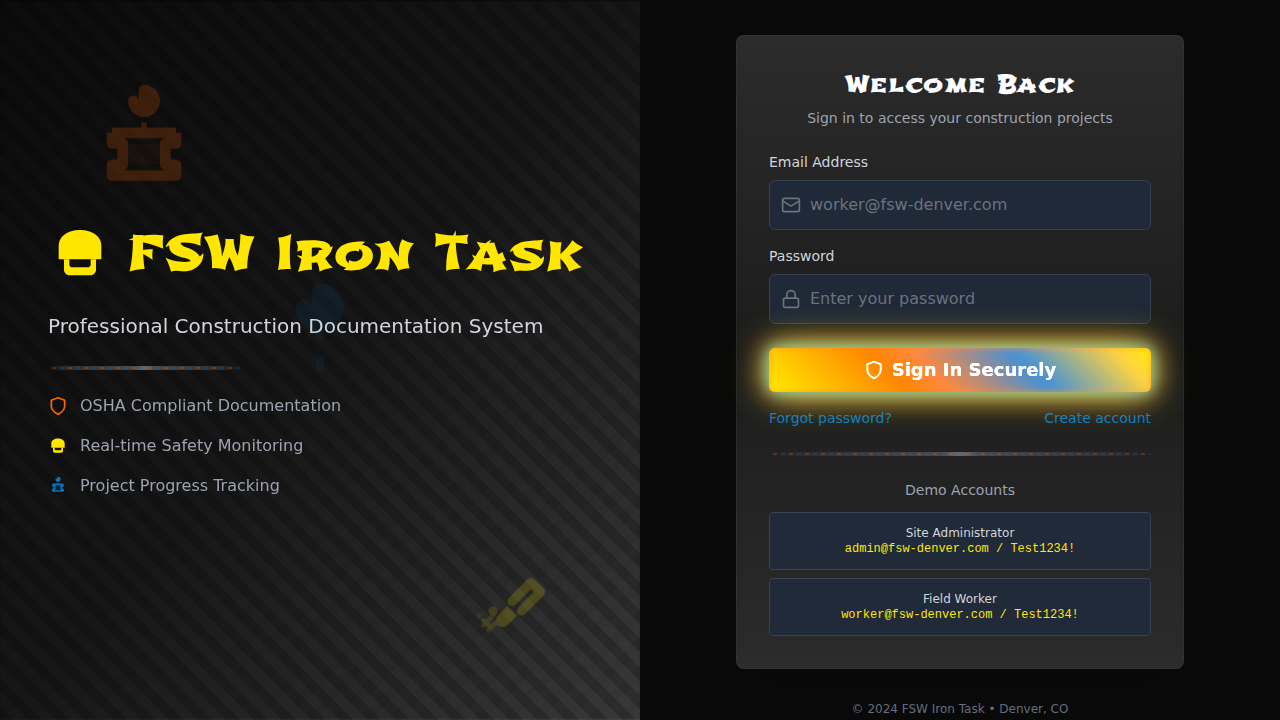 FSW Iron Task
Professional Construction Documentation System
OSHA Compliant Documentation
Real-time Safety Monitoring
Project Progress Tracking
Welcome Back
Sign in to access your construction projects
Email Address
worker@fsw-denver.com
Password
Enter your password
Sign In Securely
Forgot password? Create account
Demo Accounts
Site Administrator
admin@fsw-denver.com / Test1234!
Field Worker
worker@fsw-denver.com / Test1234!
© 2024 FSW Iron Task • Denver, CO